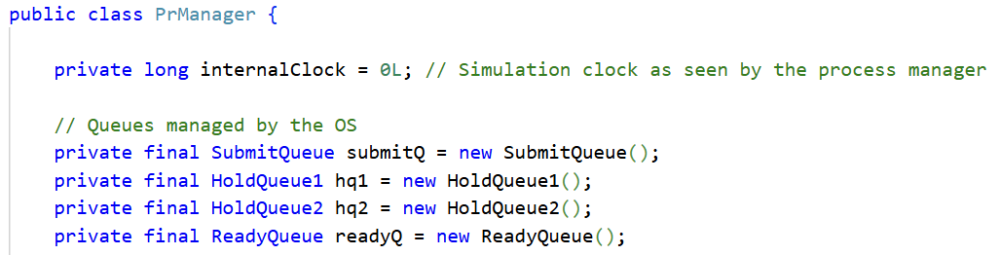 public class PrManager {
private long internalClock = 0L; // Simulation clock as seen by the process manager
// Queues managed by the OS
private final SubmitQueue submitQ = new SubmitQueue();
private final HoldQueue1 hq1 = new HoldQueue1();
private final HoldQueue2 hq2 = new HoldQueue2();
private final ReadyQueue readyQ = new ReadyQueue();